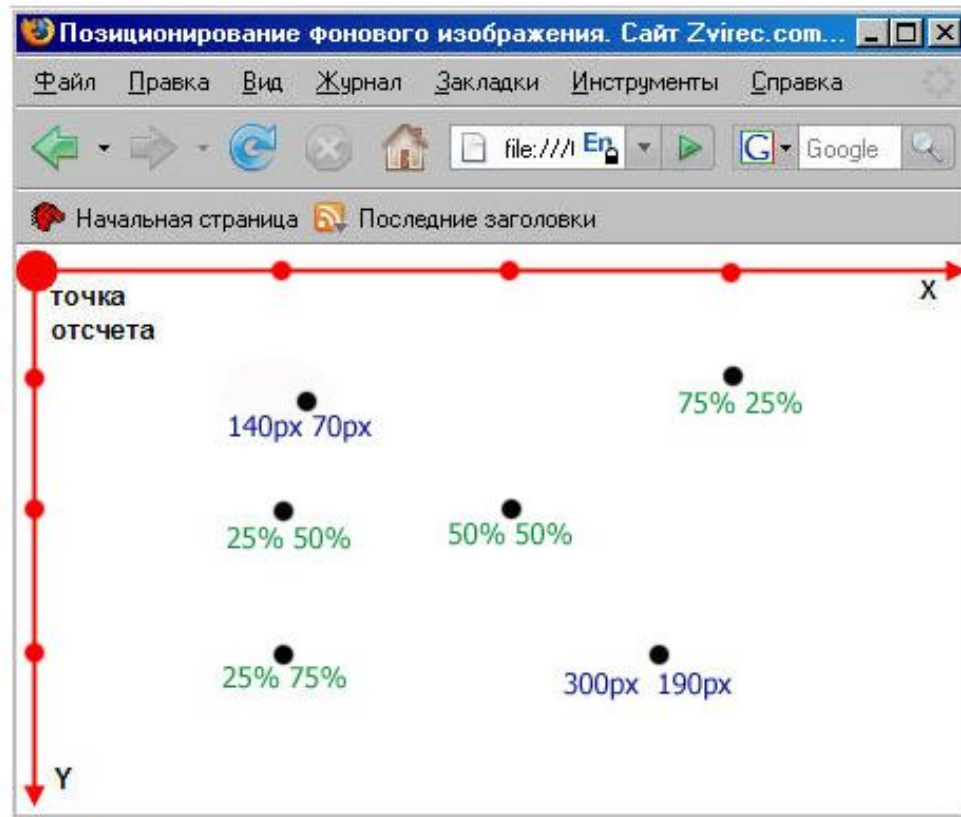 Позиционирование фонового изображения. Сайт Zvirec.com...
Файл Правка Вид Журнал Закладки Инструменты Справка
file:/// En G Google
Начальная страница Последние заголовки
X
точка
отсчета
75% 25%
140px 70px
25% 50% 50% 50%
25% 75% 300px 190px
Y